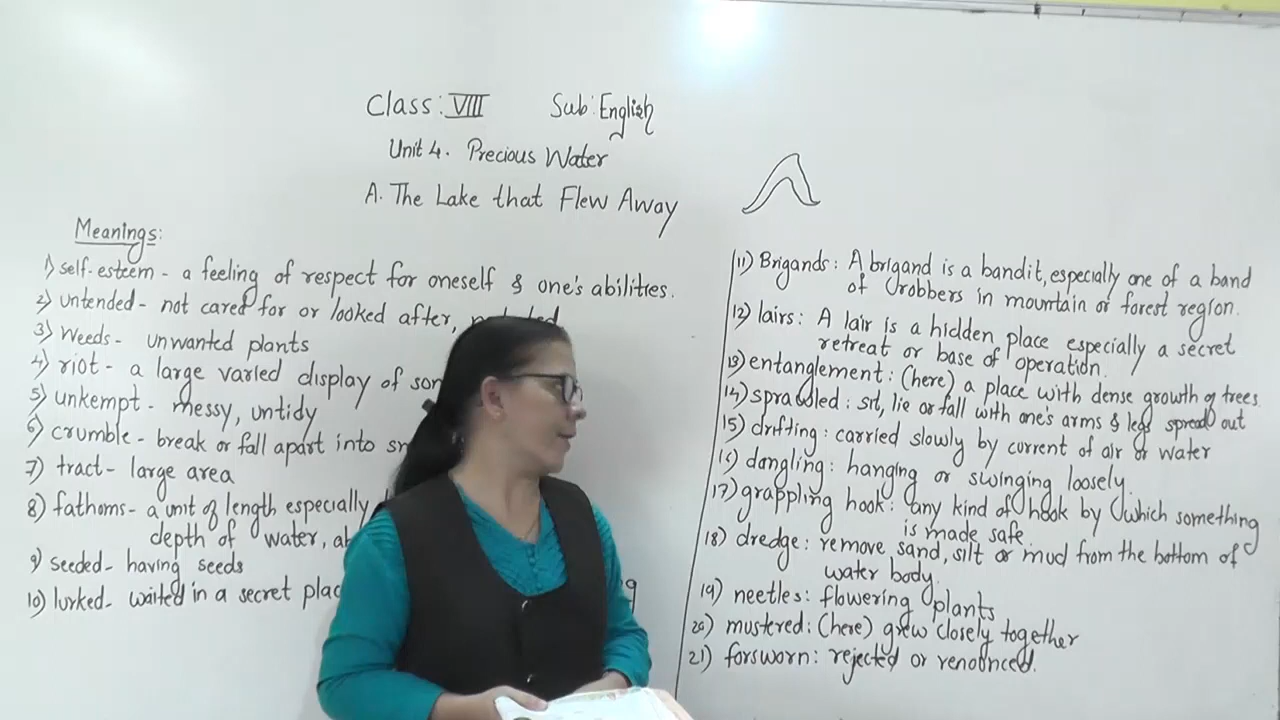 Class: VIII Sub: English
Unit 4. Precious Water
A. The Lake that Flew Away
Meanings:
1) self-esteem - a feeling of respect for oneself & one's abilities.
2) untended - not cared for or looked after,
3) Weeds - unwanted plants
4) riot - a large varied display of
5) unkempt - messy, untidy
6) crumble - break or fall apart into
7) tract - large area
8) fathoms - a unit of length especially
depth of water,
9) seeded - having seeds
10) lurked - waited in a secret
11) Brigands: A brigand is a bandit, especially one of a band
of robbers in mountain or forest region.
12) lairs: A lair is a hidden place especially a secret
retreat or base of operation.
13) entanglement: (here) a place with dense growth of trees.
14) sprawled: sit, lie or fall with one's arms & legs spread out
15) drifting: carried slowly by current of air or water
16) dangling: hanging or swinging loosely.
17) grappling hook: any kind of hook by which something
is made safe.
18) dredge: remove sand, silt or mud from the bottom of
water body.
19) neetles: flowering plants
20) mustered: (here) grew closely together
21) forsworn: rejected or renounced.